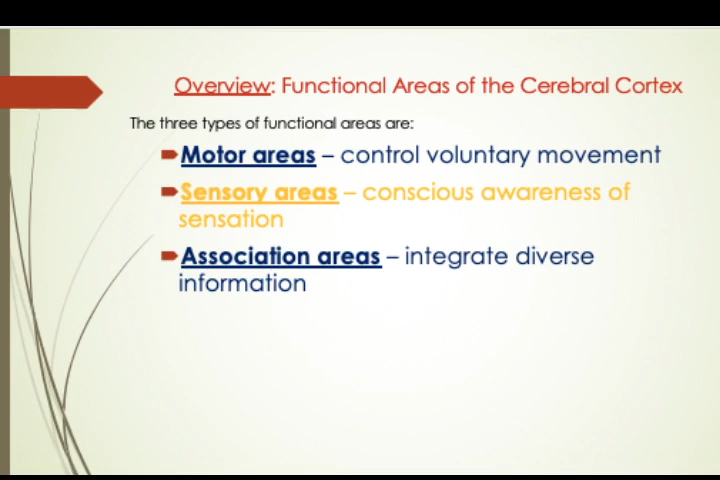 Overview: Functional Areas of the Cerebral Cortex
The three types of functional areas are:
Motor areas – control voluntary movement
Sensory areas – conscious awareness of
sensation
Association areas – integrate diverse
information